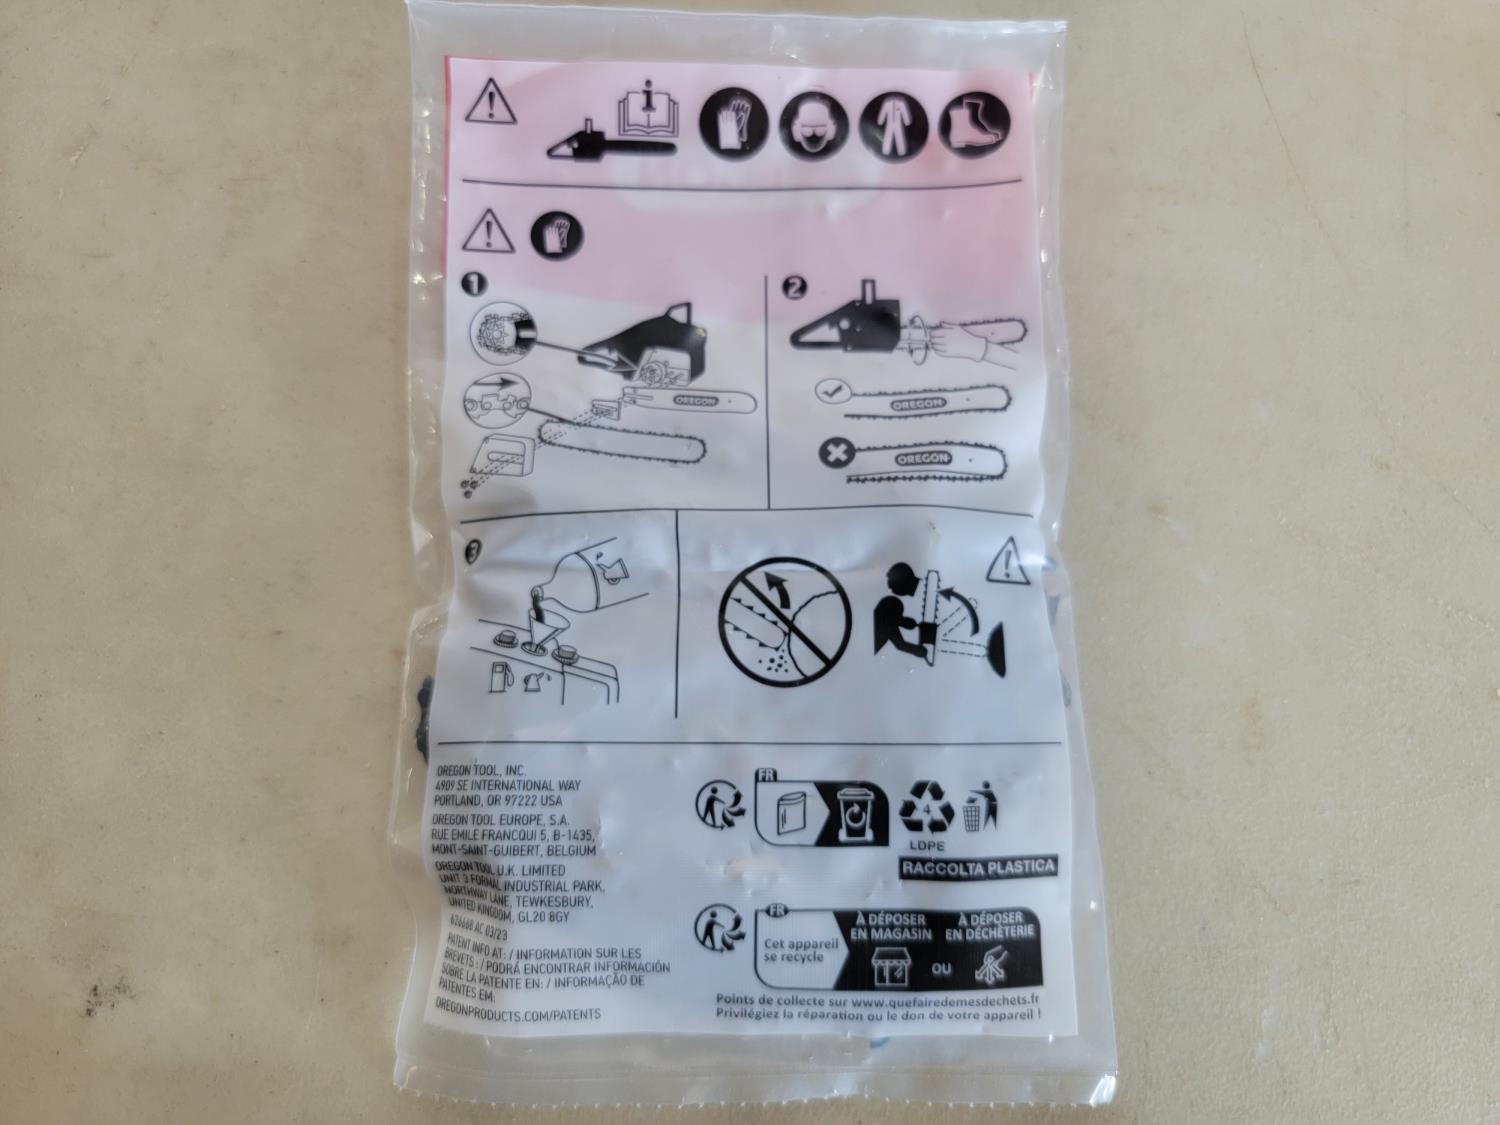 1
2
OREGON
OREGON
OREGON
3
OREGON TOOL, INC.
4909 SE INTERNATIONAL WAY
PORTLAND, OR 97222 USA
OREGON TOOL EUROPE, S.A.
RUE EMILE FRANCQUI 5, B-1435,
MONT-SAINT-GUIBERT, BELGIUM
OREGON TOOL U.K. LIMITED
UNIT 3 FORMAL INDUSTRIAL PARK,
NORTHWAY LANE, TEWKESBURY,
UNITED KINGDOM, GL20 8GY
626668 AC 03/23
PATENT INFO AT: / INFORMATION SUR LES
BREVETS : / PODRÁ ENCONTRAR INFORMACIÓN
SOBRE LA PATENTE EN: / INFORMAÇÃO DE
PATENTES EM:
OREGONPRODUCTS.COM/PATENTS
FR
4
LDPE
RACCOLTA PLASTICA
FR
Cet appareil
se recycle
À DÉPOSER
EN MAGASIN
OU
À DÉPOSER
EN DÉCHÈTERIE
Points de collecte sur www.quefairedemesdechets.fr
Privilégiez la réparation ou le don de votre appareil !